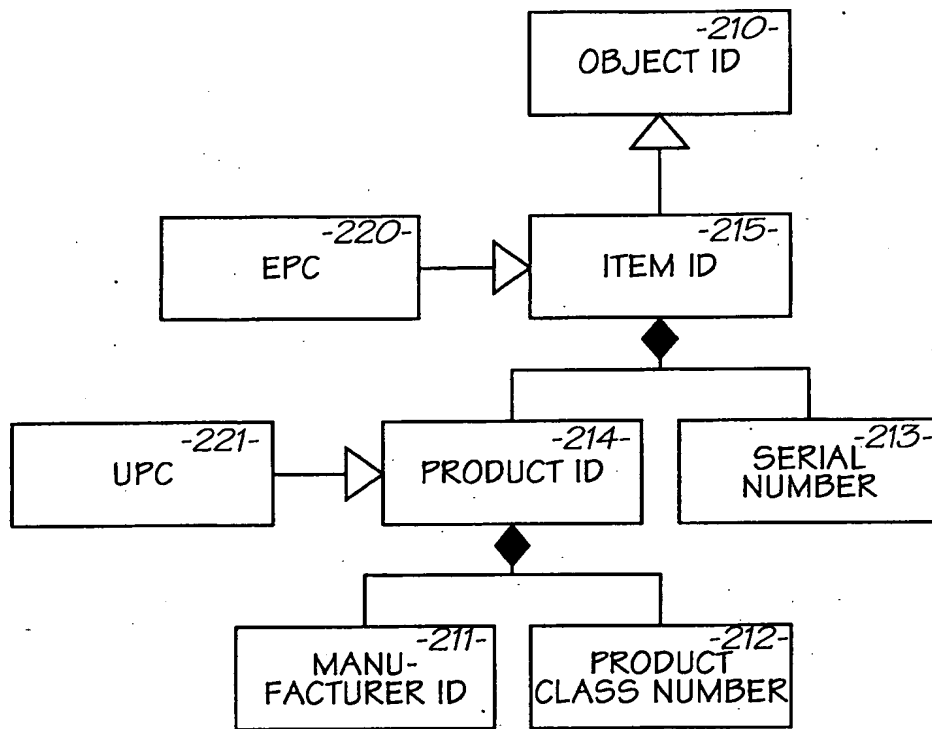 -210-
OBJECT ID
-220-
EPC
-215-
ITEM ID
-221-
UPC
-214-
PRODUCT ID
-213-
SERIAL
NUMBER
-211-
MANU-
FACTURER ID
-212-
PRODUCT
CLASS NUMBER